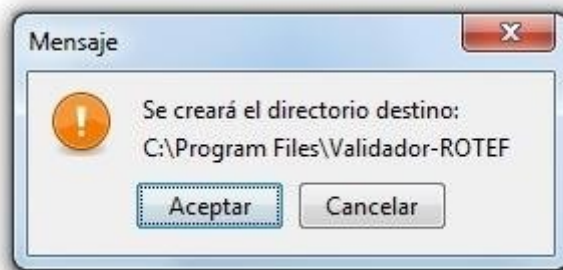 Mensaje
Se creará el directorio destino:
C:\Program Files\Validador-ROTEF
Aceptar
Cancelar